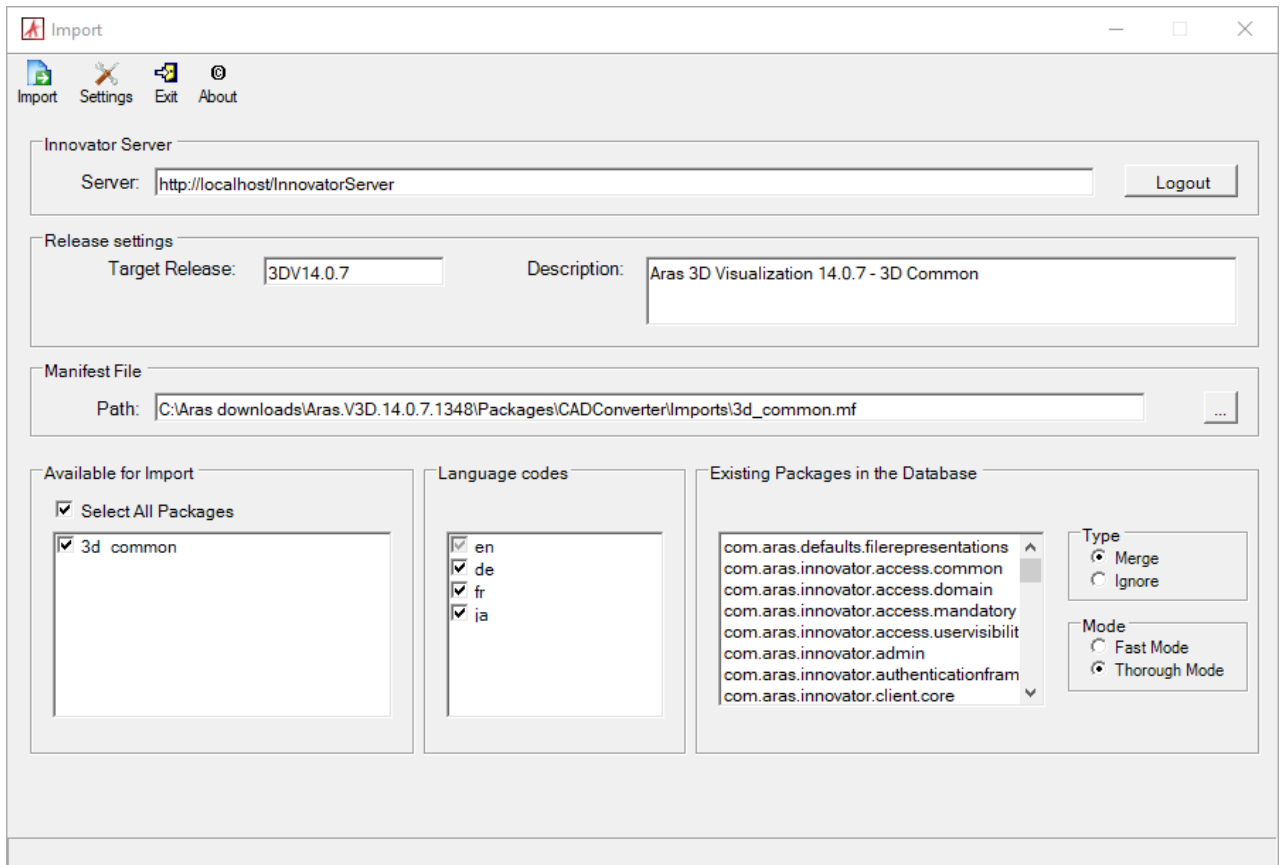 Import
Import Settings Exit About
Innovator Server
Server: http://localhost/InnovatorServer Logout
Release settings
Target Release: 3DV14.0.7 Description: Aras 3D Visualization 14.0.7 - 3D Common
Manifest File
Path: C:\Aras downloads\Aras.V3D.14.0.7.1348\Packages\CADConverter\Imports\3d_common.mf ...
Available for Import
Select All Packages
3d common
Language codes
en
de
fr
ja
Existing Packages in the Database
com.aras.defaults.filerepresentations
com.aras.innovator.access.common
com.aras.innovator.access.domain
com.aras.innovator.access.mandatory
com.aras.innovator.access.uservisibilit
com.aras.innovator.admin
com.aras.innovator.authenticationfram
com.aras.innovator.client.core
Type
Merge
Ignore
Mode
Fast Mode
Thorough Mode